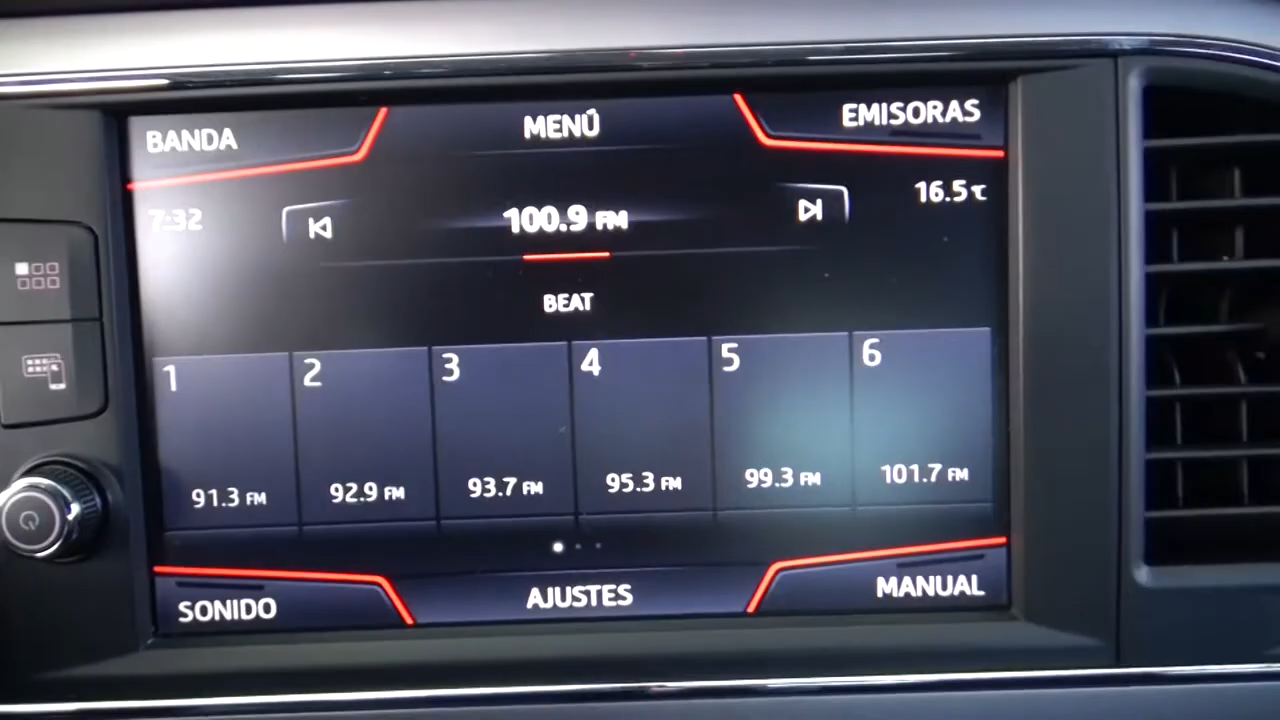 BANDA
MENÚ
EMISORAS
7:32
100.9 FM
16.5°C
BEAT
1
2
3
4
5
6
91.3 FM
92.9 FM
93.7 FM
95.3 FM
99.3 FM
101.7 FM
SONIDO
AJUSTES
MANUAL